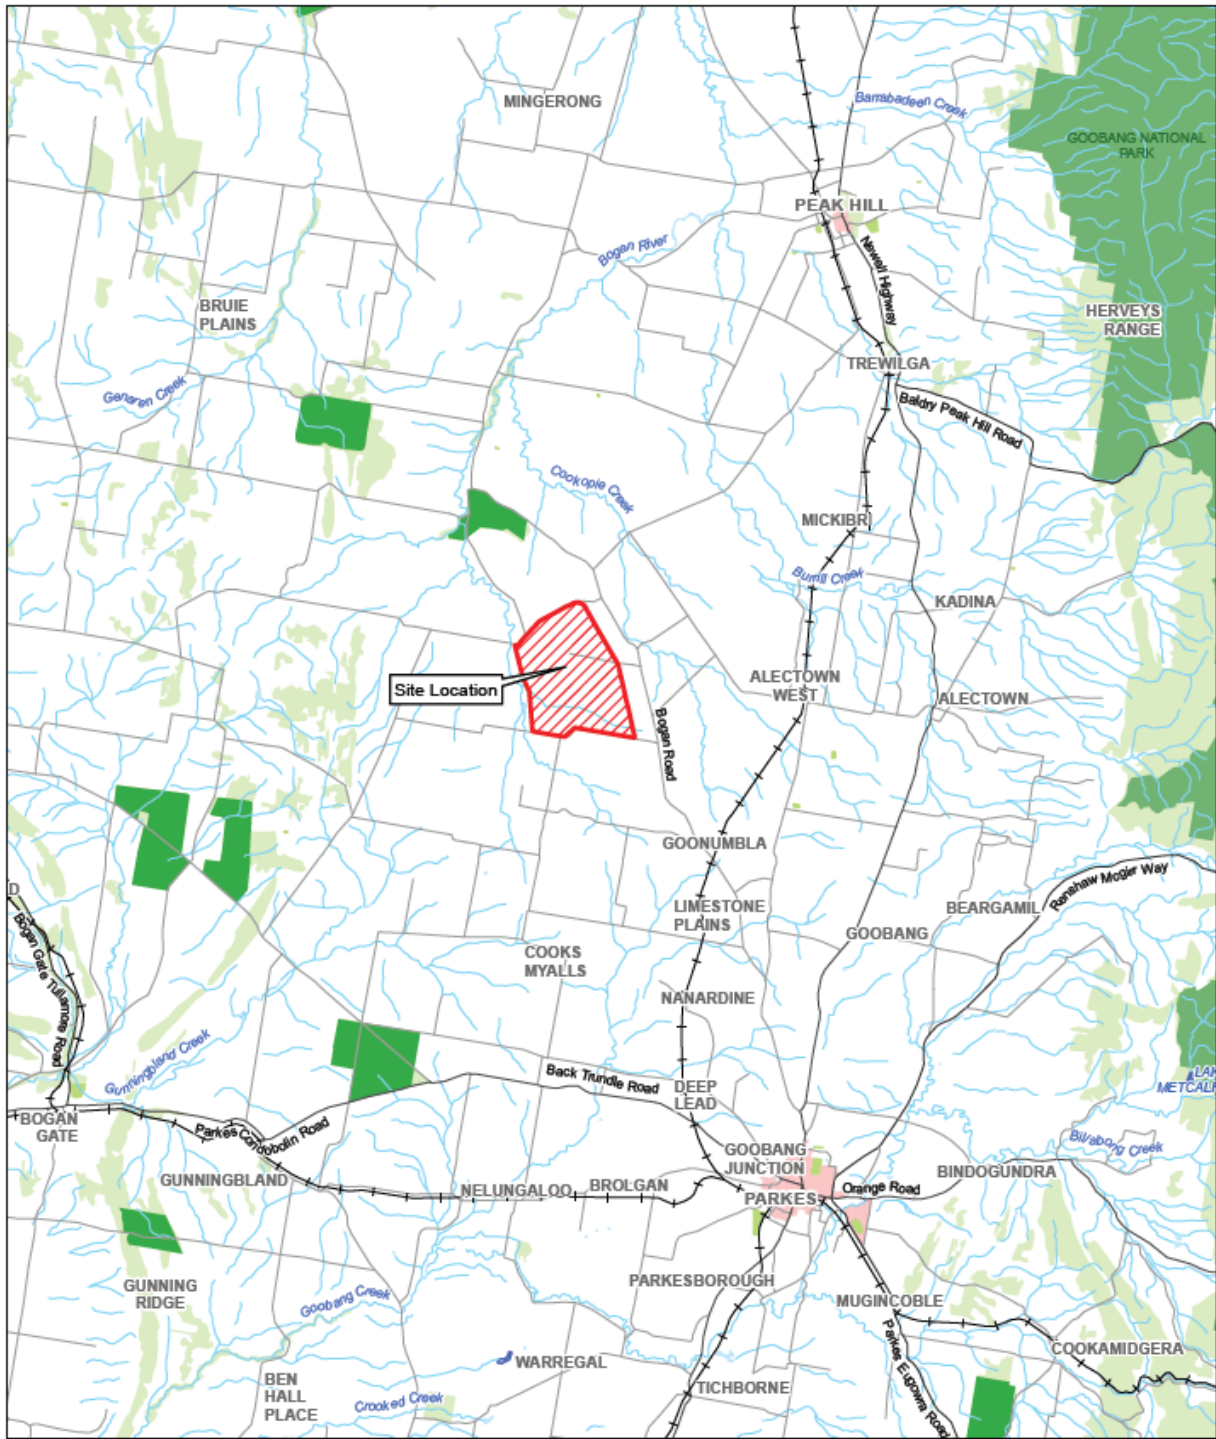 MINGERONG
Barrabadeen Creek
GOOBANG NATIONAL
PARK
PEAK HILL
Bogan River
Newell Highway
BRUIE
PLAINS
HERVEYS
RANGE
TREWILGA
Genaren Creek
Baldry Peak Hill Road
Cookopie Creek
MICKIBRI
Burrill Creek
KADINA
Site Location
ALECTOWN
WEST
ALECTOWN
Bogan Road
GOONUMBLA
Renshaw Mcgirr Way
D
LIMESTONE
PLAINS
BEARGAMIL
GOOBANG
Bogan Gate Tullamore Road
COOKS
MYALLS
NANARDINE
Gunningbland Creek
Back Trundle Road
DEEP
LEAD
LAK
METCALF
BOGAN
GATE
Parkes Condobolin Road
GOOBANG
JUNCTION
Billabong Creek
GUNNINGBLAND
NELUNGALOO
BROLGAN
PARKES
Orange Road
BINDOGUNDRA
GUNNING
RIDGE
Goobang Creek
PARKESBOROUGH
MUGINCOBLE
Parkes Eugowra Road
COOKAMIDGERA
WARREGAL
BEN
HALL
PLACE
Crooked Creek
TICHBORNE